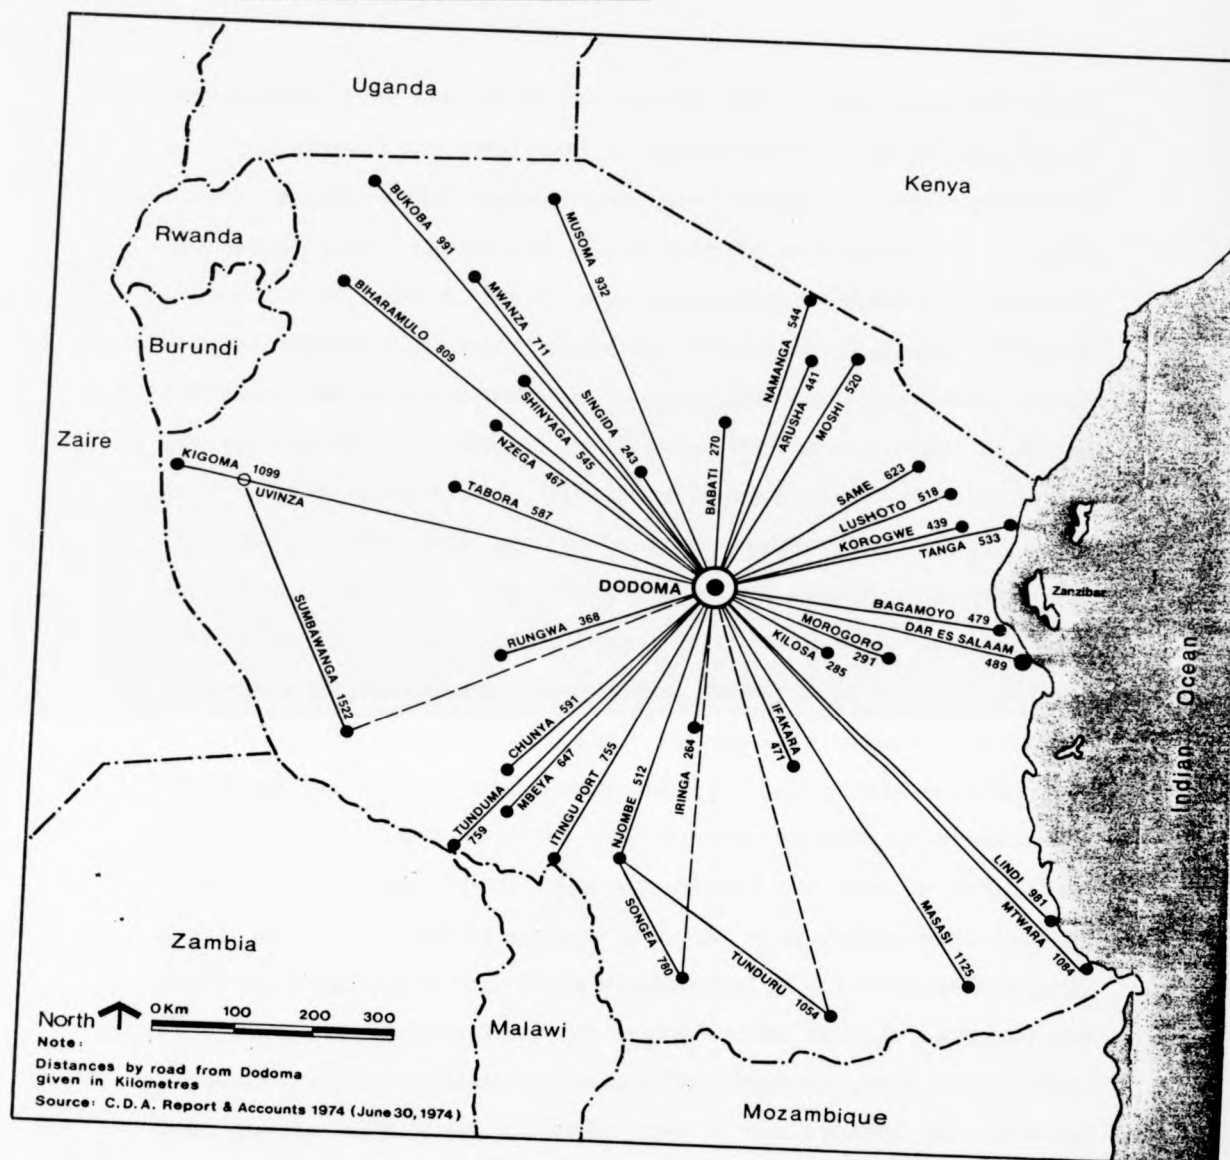 Uganda
Kenya
Rwanda
Burundi
Zaire
BUKOBA 991
MUSOMA 932
BIHARAMULO 809
MWANZA 711
SHINYAGA 545
SINGIDA 243
NZEGA 467
TABORA 587
KIGOMA 1099
UVINZA
NAMANGA 544
ARUSHA 441
MOSHI 520
BABATI 270
SAME 623
LUSHOTO 518
KOROGWE 439
TANGA 533
DODOMA
Zanzibar
BAGAMOYO 479
DAR ES SALAAM
489
MOROGORO
291
KILOSA 285
RUNGWA 368
SUMBAWANGA 1522
CHUNYA 591
MBEYA 647
TUNDUMA
759
ITINGU PORT 755
NJOMBE 512
IRINGA 264
IFAKARA
471
SONGEA 780
TUNDURU 1054
MASASI 1125
LINDI 981
MTWARA 1084
Indian Ocean
Zambia
Malawi
Mozambique
North
0 Km 100 200 300
Note:
Distances by road from Dodoma
given in Kilometres
Source: C.D.A. Report & Accounts 1974 (June 30, 1974)